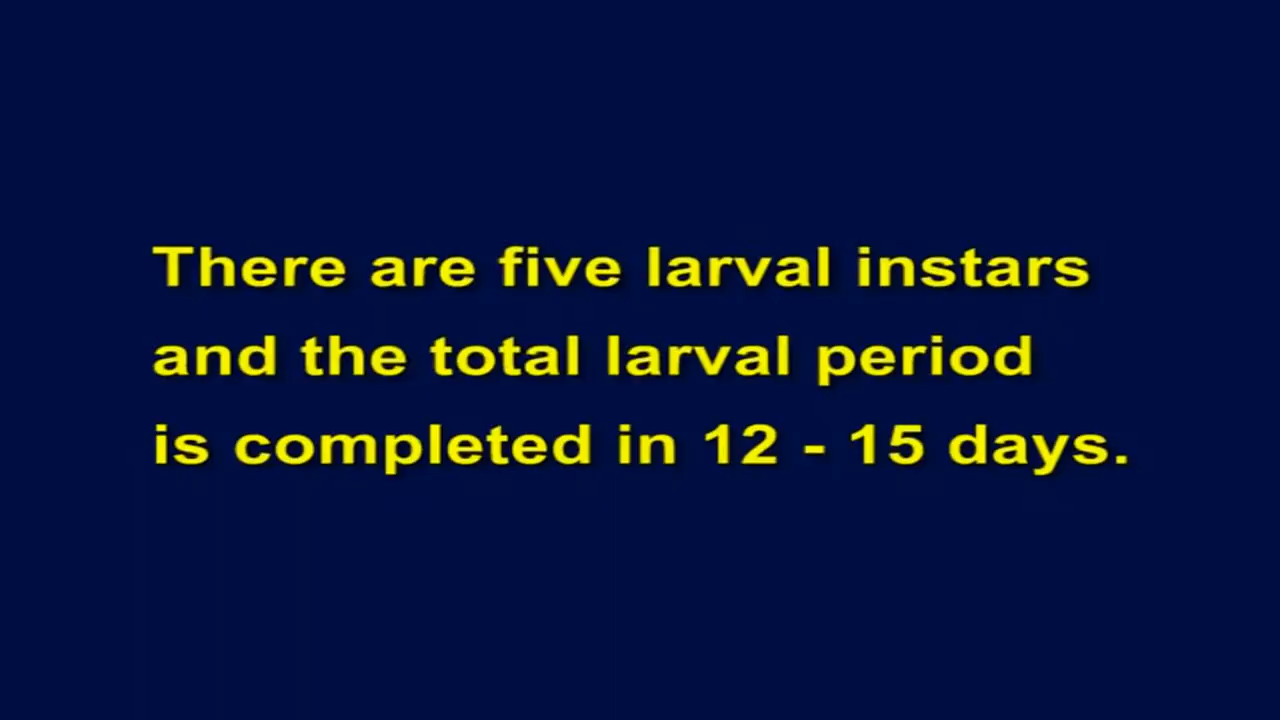 There are five larval instars
and the total larval period
is completed in 12 - 15 days.